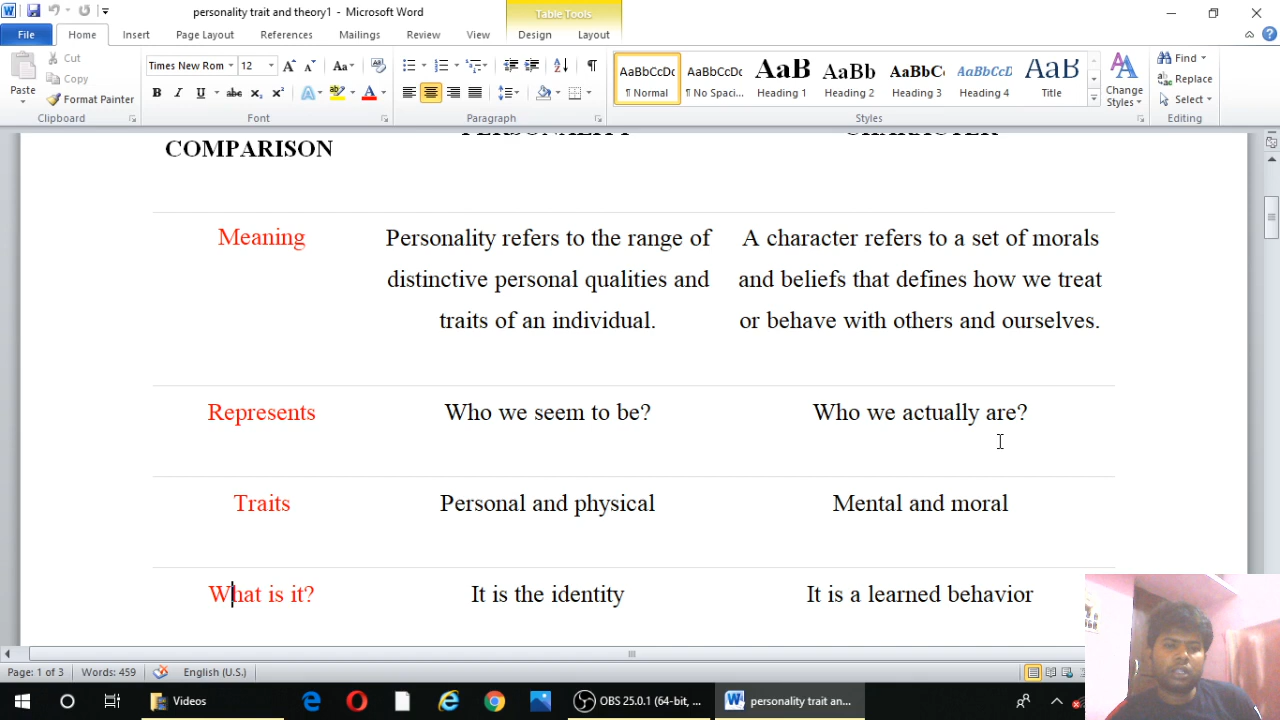 personality trait and theory1 - Microsoft Word
Table Tools
File Home Insert Page Layout References Mailings Review View Design Layout
Paste
Cut
Copy
Format Painter
Clipboard
Times New Rom 12
Font
Paragraph
AaBbCcDc AaBbCcDc AaB AaBbC AaBbC AaBbCcD AaB
¶ Normal ¶ No Spaci... Heading 1 Heading 2 Heading 3 Heading 4 Title
Styles
Change Styles
Find
Replace
Select
Editing
PERSONALITY CHARACTER
COMPARISON
Meaning
Personality refers to the range of
distinctive personal qualities and
traits of an individual.
A character refers to a set of morals
and beliefs that defines how we treat
or behave with others and ourselves.
Represents Who we seem to be? Who we actually are?
Traits Personal and physical Mental and moral
What is it? It is the identity It is a learned behavior
Page: 1 of 3 Words: 459 English (U.S.)
Videos OBS 25.0.1 (64-bit, ... personality trait an...